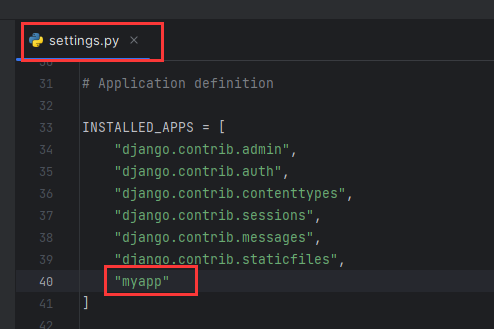 settings.py ×
30
31 # Application definition
32
33 INSTALLED_APPS = [
34 "django.contrib.admin",
35 "django.contrib.auth",
36 "django.contrib.contenttypes",
37 "django.contrib.sessions",
38 "django.contrib.messages",
39 "django.contrib.staticfiles",
40 "myapp"
41 ]
42